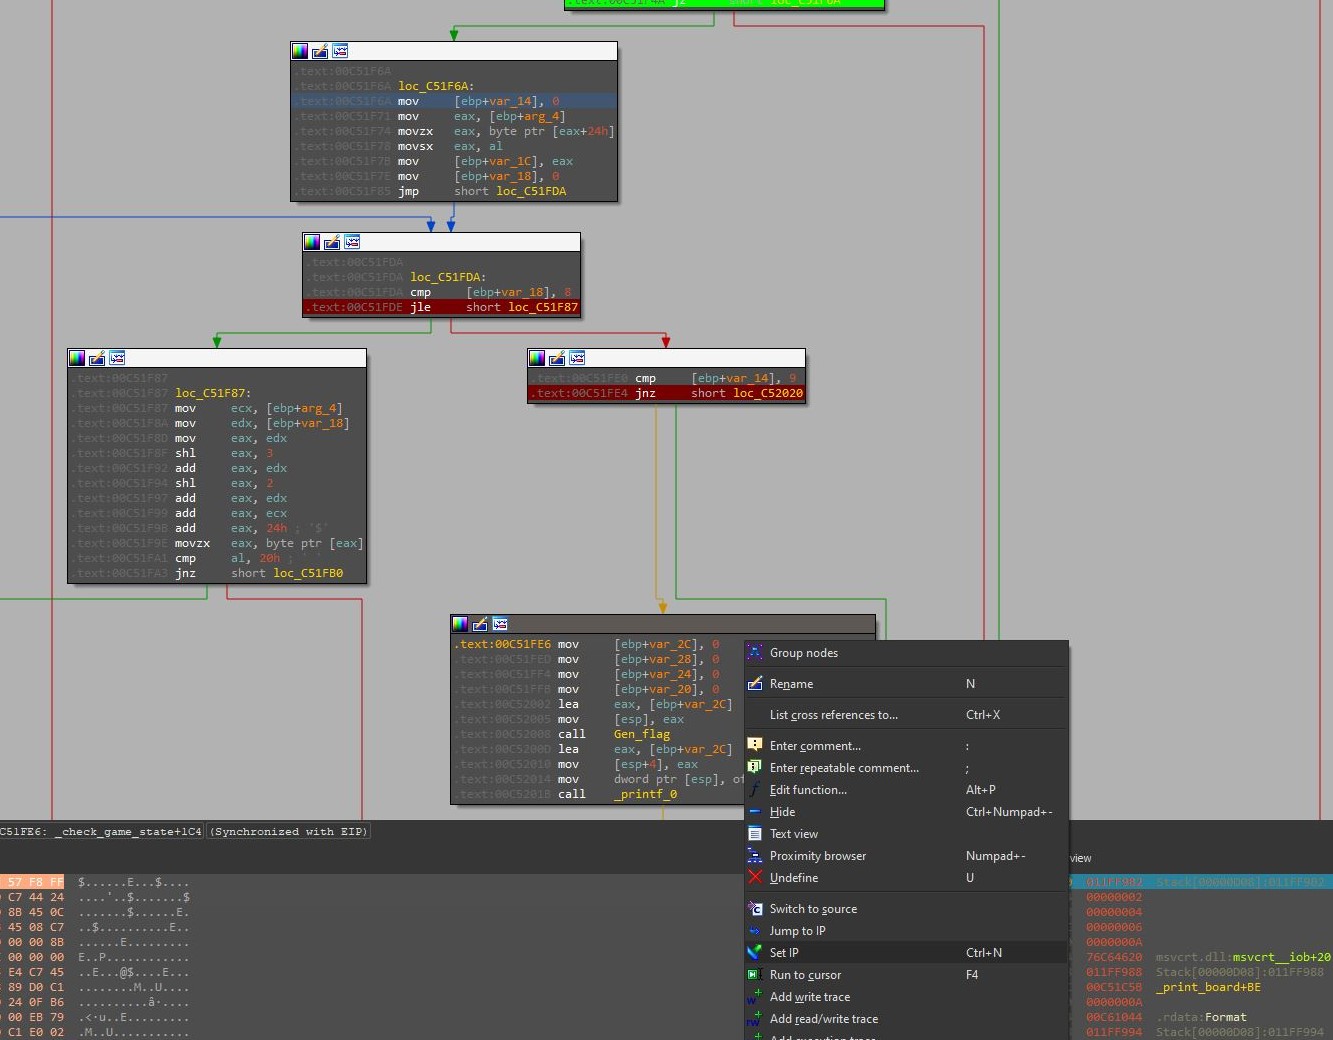 .text:00C51F4A jz short loc_C51F6A
.text:00C51F6A
.text:00C51F6A loc_C51F6A:
.text:00C51F6A mov [ebp+var_14], 0
.text:00C51F71 mov eax, [ebp+arg_4]
.text:00C51F74 movzx eax, byte ptr [eax+24h]
.text:00C51F78 movsx eax, al
.text:00C51F7B mov [ebp+var_1C], eax
.text:00C51F7E mov [ebp+var_18], 0
.text:00C51F85 jmp short loc_C51FDA
.text:00C51FDA
.text:00C51FDA loc_C51FDA:
.text:00C51FDA cmp [ebp+var_18], 8
.text:00C51FDE jle short loc_C51F87
.text:00C51F87
.text:00C51F87 loc_C51F87:
.text:00C51F87 mov ecx, [ebp+arg_4]
.text:00C51F8A mov edx, [ebp+var_18]
.text:00C51F8D mov eax, edx
.text:00C51F8F shl eax, 3
.text:00C51F92 add eax, edx
.text:00C51F94 shl eax, 2
.text:00C51F97 add eax, edx
.text:00C51F99 add eax, ecx
.text:00C51F9B add eax, 24h ; '$'
.text:00C51F9E movzx eax, byte ptr [eax]
.text:00C51FA1 cmp al, 20h ; ' '
.text:00C51FA3 jnz short loc_C51FB0
.text:00C51FE0 cmp [ebp+var_14], 9
.text:00C51FE4 jnz short loc_C52020
.text:00C51FE6 mov [ebp+var_2C], 0
.text:00C51FED mov [ebp+var_28], 0
.text:00C51FF4 mov [ebp+var_24], 0
.text:00C51FFB mov [ebp+var_20], 0
.text:00C52002 lea eax, [ebp+var_2C]
.text:00C52005 mov [esp], eax
.text:00C52008 call Gen_flag
.text:00C5200D lea eax, [ebp+var_2C]
.text:00C52010 mov [esp+4], eax
.text:00C52014 mov dword ptr [esp], of
.text:00C5201B call _printf_0
Group nodes
Rename N
List cross references to... Ctrl+X
Enter comment... :
Enter repeatable comment... ;
Edit function... Alt+P
Hide Ctrl+Numpad+-
Text view
Proximity browser Numpad+-
Undefine U
Switch to source
Jump to IP
Set IP Ctrl+N
Run to cursor F4
Add write trace
Add read/write trace
Add execution trace
C51FE6: _check_game_state+1C4 (Synchronized with EIP)
57 F8 FF $......E...$....
C7 44 24 ....'..$.......$
8B 45 0C .......$......E.
45 08 C7 ..$..........E..
00 00 8B ......E.........
00 00 00 E..P............
E4 C7 45 ..E...@$....E...
89 D0 C1 ........M..U....
24 0F B6 ..........â·....
00 EB 79 .<·u..E.........
C1 E0 02 .M..U...........
view
011FF982 Stack[00000D08]:011FF982
00000002
00000004
00000006
0000000A
76C64620 msvcrt.dll:msvcrt__iob+20
011FF988 Stack[00000D08]:011FF988
00C51C5B _print_board+BE
0000000A
00C61044 .rdata:Format
011FF994 Stack[00000D08]:011FF994